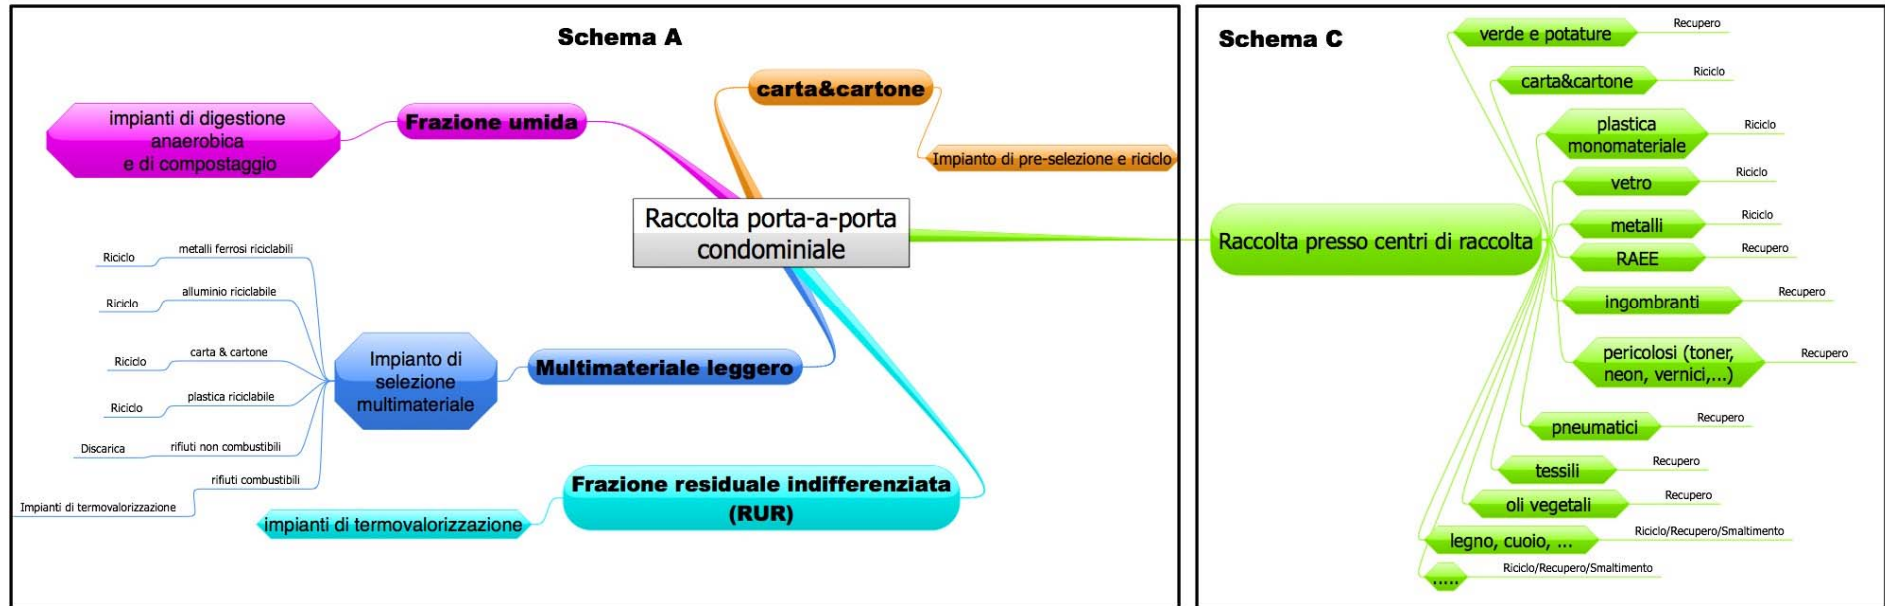 Schema A
carta&cartone
Impianto di pre-selezione e riciclo
Frazione umida
impianti di digestione
anaerobica
e di compostaggio
Raccolta porta-a-porta
condominiale
Multimateriale leggero
Impianto di
selezione
multimateriale
metalli ferrosi riciclabili
Riciclo
alluminio riciclabile
Riciclo
carta & cartone
Riciclo
plastica riciclabile
Riciclo
rifiuti non combustibili
Discarica
rifiuti combustibili
Impianti di termovalorizzazione
Frazione residuale indifferenziata
(RUR)
impianti di termovalorizzazione
Schema C
Raccolta presso centri di raccolta
verde e potature
Recupero
carta&cartone
Riciclo
plastica
monomateriale
Riciclo
vetro
Riciclo
metalli
Riciclo
RAEE
Recupero
ingombranti
Recupero
pericolosi (toner,
neon, vernici,...)
Recupero
pneumatici
Recupero
tessili
Recupero
oli vegetali
Recupero
legno, cuoio, ...
Riciclo/Recupero/Smaltimento
.....
Riciclo/Recupero/Smaltimento